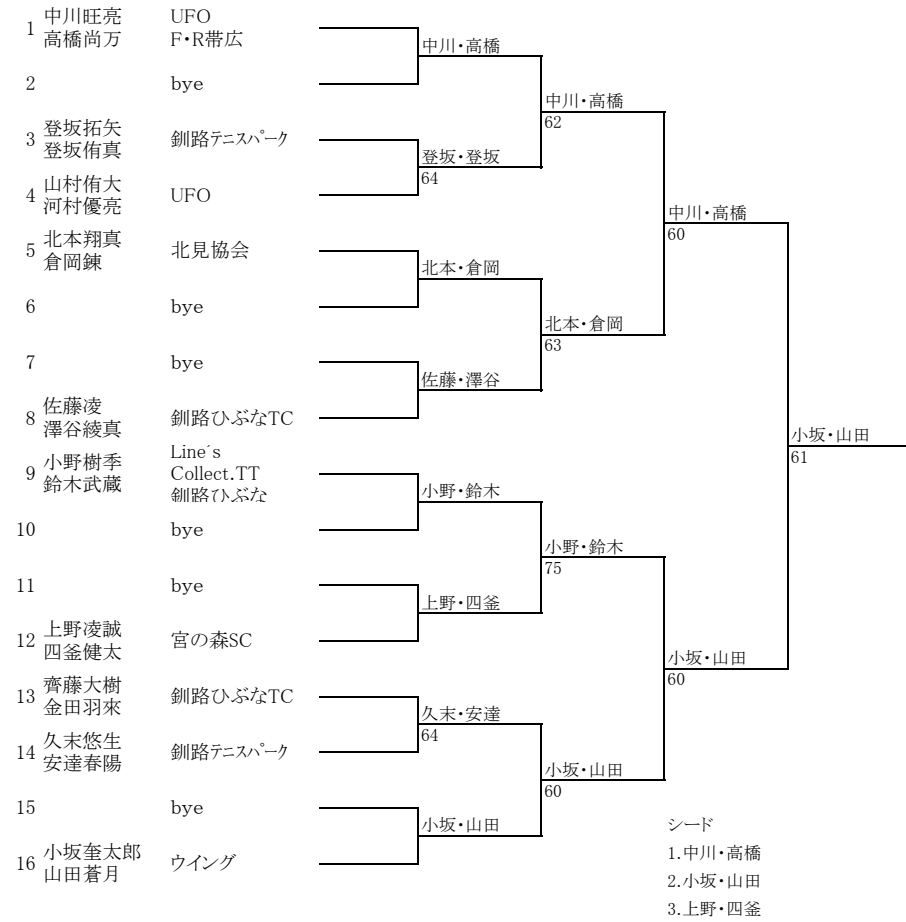 1 中川旺亮 UFO
高橋尚万 F・R帯広
中川・高橋
2 bye
中川・高橋
62
3 登坂拓矢 釧路テニスパーク
登坂侑真
登坂・登坂
64
4 山村侑大 UFO
河村優亮
中川・高橋
60
5 北本翔真 北見協会
倉岡錬
北本・倉岡
6 bye
北本・倉岡
63
7 bye
佐藤・澤谷
8 佐藤凌 釧路ひぶなTC
澤谷綾真
小坂・山田
61
9 小野樹季 Line´s
鈴木武蔵 Collect.TT
釧路ひぶな
小野・鈴木
10 bye
小野・鈴木
75
11 bye
上野・四釜
12 上野凌誠 宮の森SC
四釜健太
小坂・山田
60
13 齊藤大樹 釧路ひぶなTC
金田羽來
久末・安達
64
14 久末悠生 釧路テニスパーク
安達春陽
小坂・山田
60
15 bye
小坂・山田
16 小坂奎太郎 ウイング
山田蒼月
シード
1.中川・高橋
2.小坂・山田
3.上野・四釜